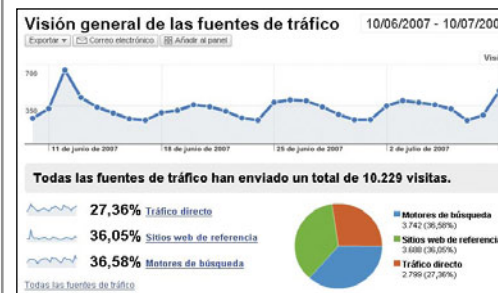 Visión general de las fuentes de tráfico
10/06/2007 - 10/07/200
Exportar
Correo electrónico
Añadir al panel
Visi
700
350
11 de junio de 2007
18 de junio de 2007
25 de junio de 2007
2 de julio de 2007
Todas las fuentes de tráfico han enviado un total de 10.229 visitas.
27,36% Tráfico directo
36,05% Sitios web de referencia
36,58% Motores de búsqueda
Todas las fuentes de tráfico
Motores de búsqueda
3.742 (36,58%)
Sitios web de referencia
3.688 (36,05%)
Tráfico directo
2.799 (27,36%)